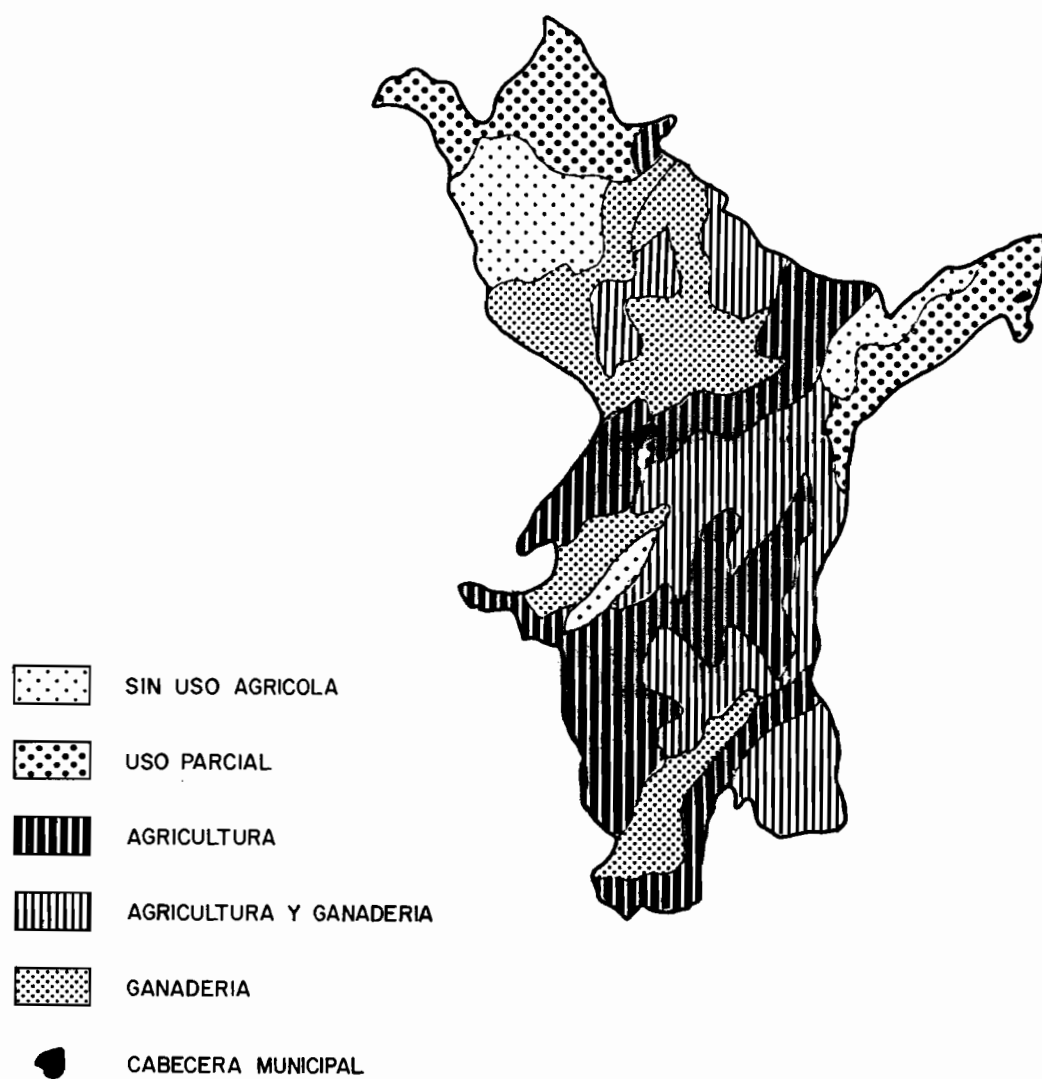 SIN USO AGRICOLA
USO PARCIAL
AGRICULTURA
AGRICULTURA Y GANADERIA
GANADERIA
CABECERA MUNICIPAL